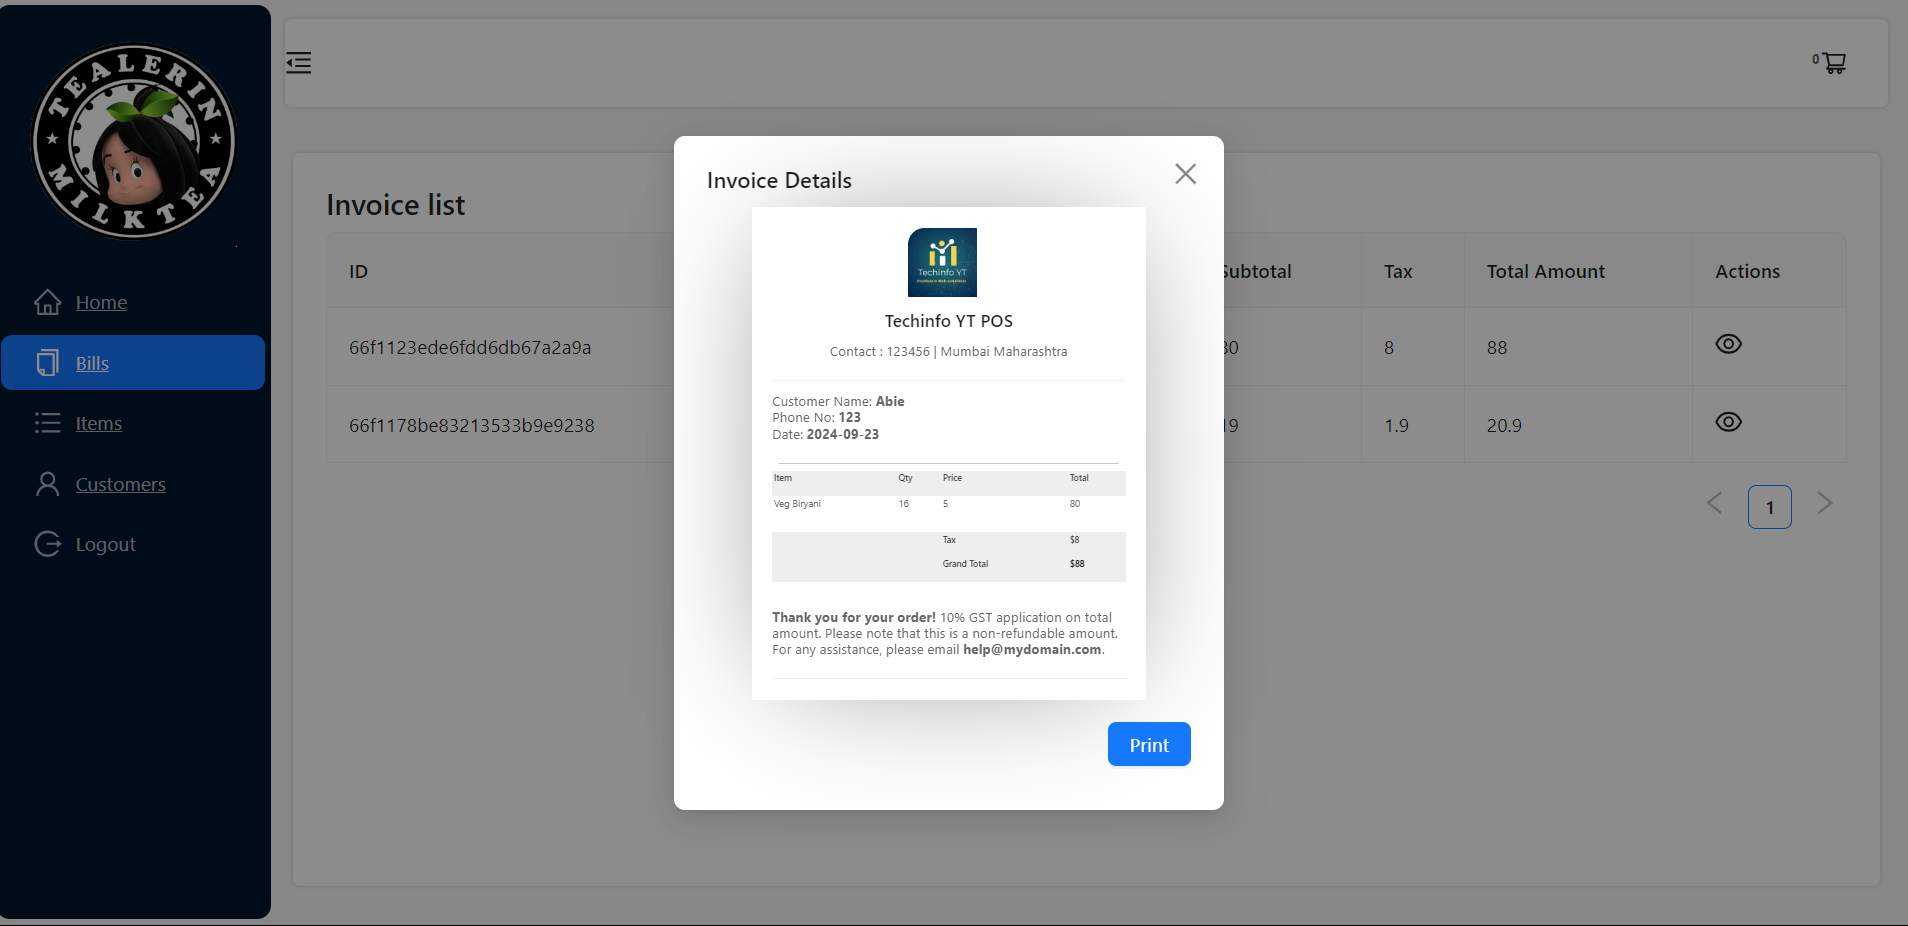 TEALERIN
MILKTEA
Home
Bills
Items
Customers
Logout
0
Invoice list
ID
Subtotal
Tax
Total Amount
Actions
66f1123ede6fdd6db67a2a9a
80
8
88
66f1178be83213533b9e9238
19
1.9
20.9
1
Invoice Details
Techinfo YT
Techinfo YT POS
Contact : 123456 | Mumbai Maharashtra
Customer Name: Abie
Phone No: 123
Date: 2024-09-23
Item Qty Price Total
Veg Biryani 16 5 80
Tax $8
Grand Total $88
Thank you for your order! 10% GST application on total
amount. Please note that this is a non-refundable amount.
For any assistance, please email help@mydomain.com.
Print